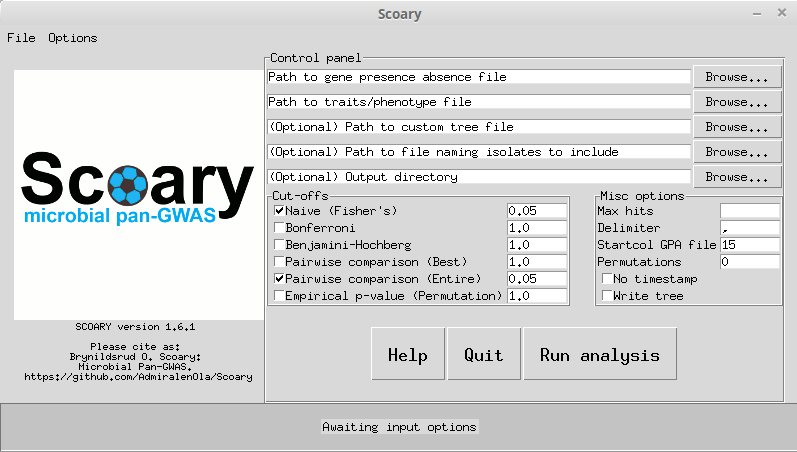 Scoary
File Options
Control panel
Path to gene presence absence file Browse...
Path to traits/phenotype file Browse...
(Optional) Path to custom tree file Browse...
(Optional) Path to file naming isolates to include Browse...
(Optional) Output directory Browse...
Scoary
microbial pan-GWAS
SCOARY version 1.6.1
Please cite as:
Brynildsrud O. Scoary:
Microbial Pan-GWAS.
https://github.com/AdmiralenOla/Scoary
Cut-offs
Naive (Fisher's) 0.05
Bonferroni 1.0
Benjamini-Hochberg 1.0
Pairwise comparison (Best) 1.0
Pairwise comparison (Entire) 0.05
Empirical p-value (Permutation) 1.0
Misc options
Max hits
Delimiter ,
Startcol GPA file 15
Permutations 0
No timestamp
Write tree
Help Quit Run analysis
Awaiting input options